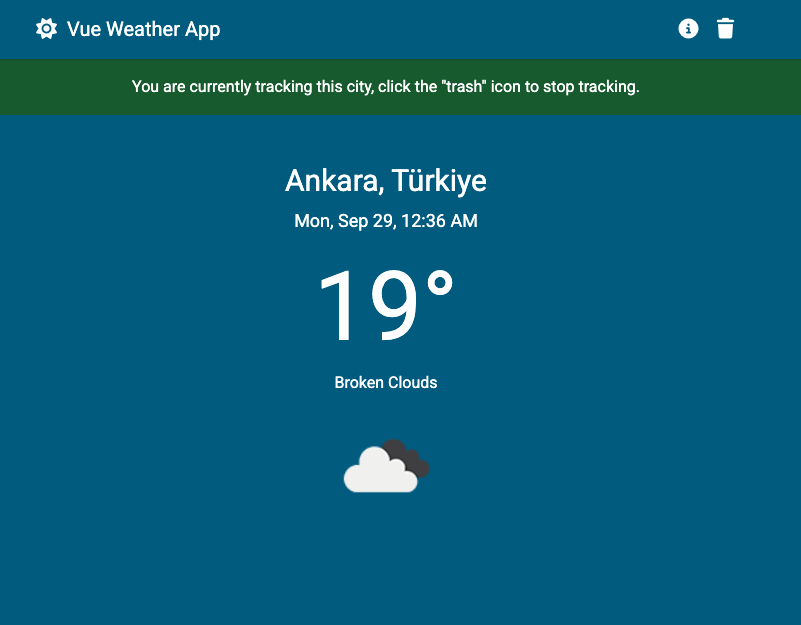 Vue Weather App
You are currently tracking this city, click the "trash" icon to stop tracking.
Ankara, Türkiye
Mon, Sep 29, 12:36 AM
19°
Broken Clouds